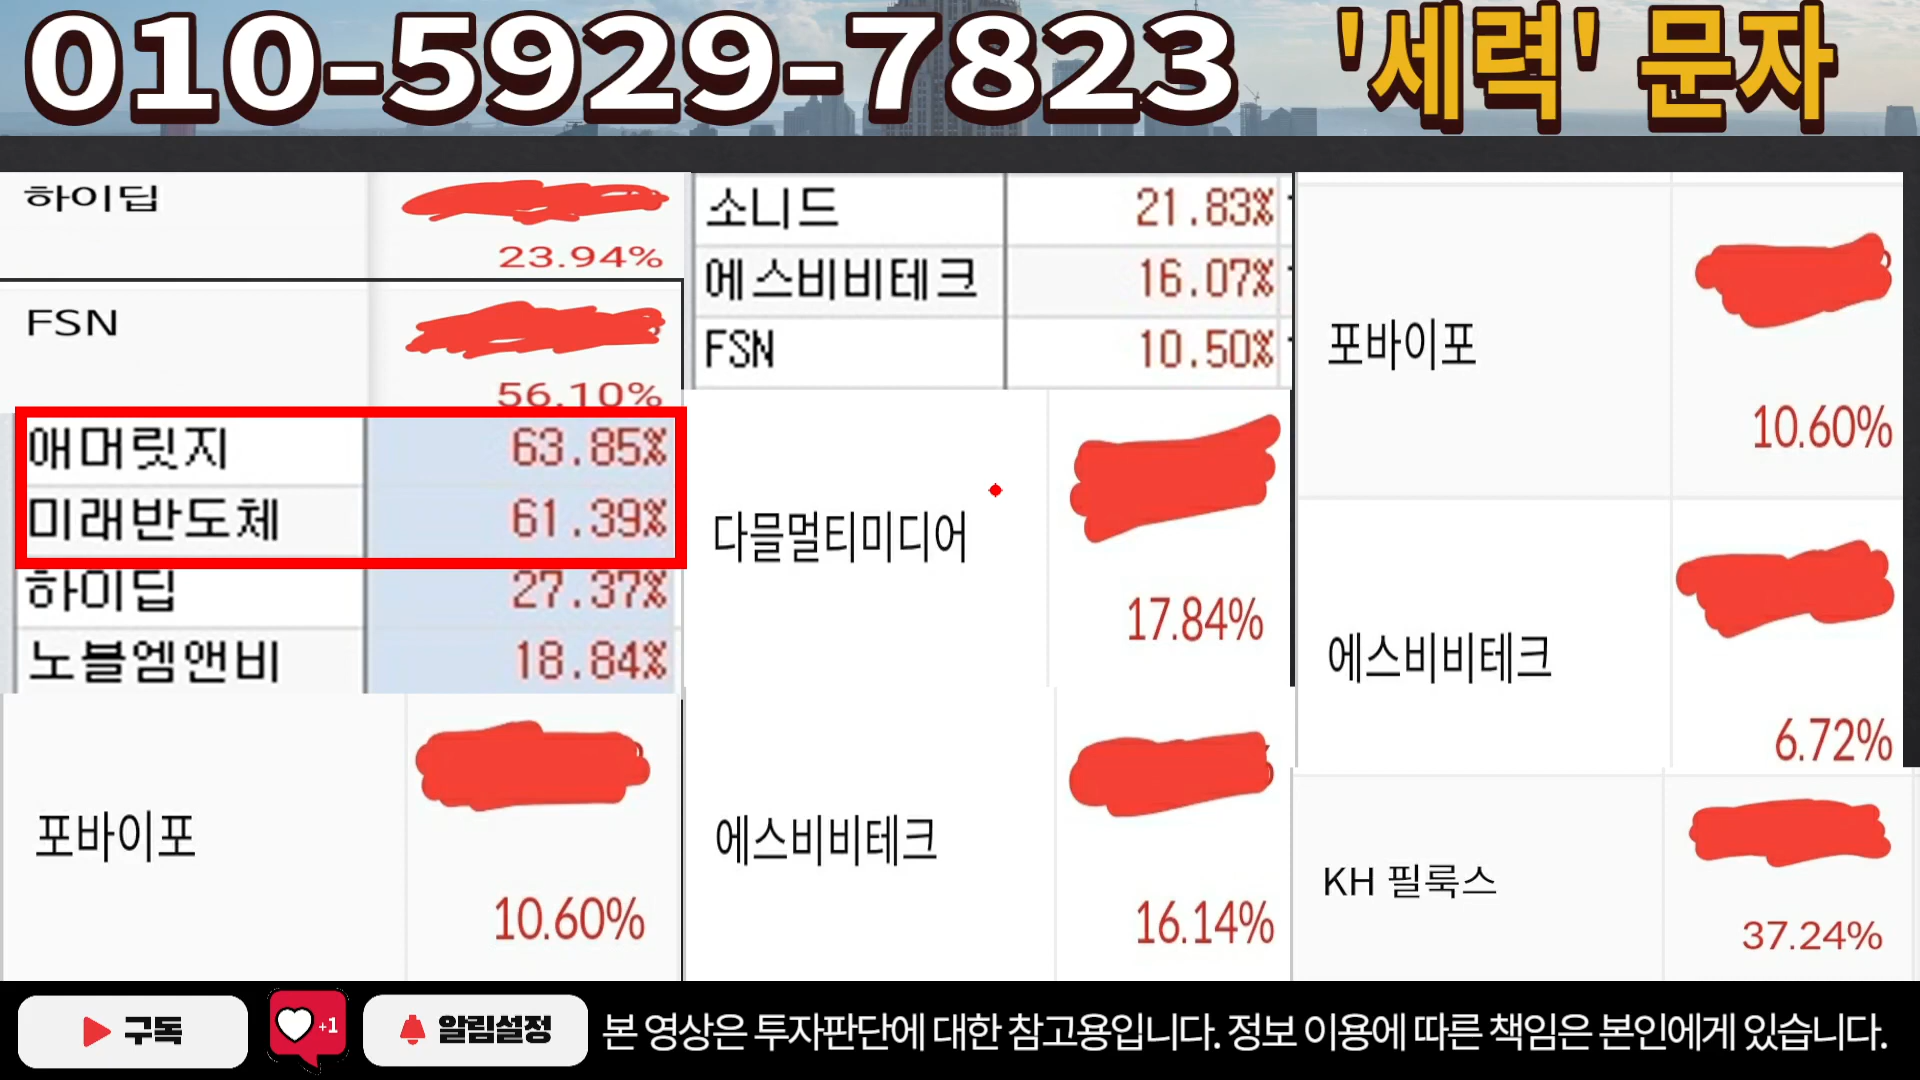 010-5929-7823 '세력' 문자
하이딥
23.94%
FSN
56.10%
애머릿지 63.85%
미래반도체 61.39%
하이딥 27.37%
노블엠앤비 18.84%
포바이포
10.60%
소니드 21.83%
에스비비테크 16.07%
FSN 10.50%
다믈멀티미디어
17.84%
에스비비테크
16.14%
포바이포
10.60%
에스비비테크
6.72%
KH 필룩스
37.24%
구독 +1 알림설정 본 영상은 투자판단에 대한 참고용입니다. 정보 이용에 따른 책임은 본인에게 있습니다.